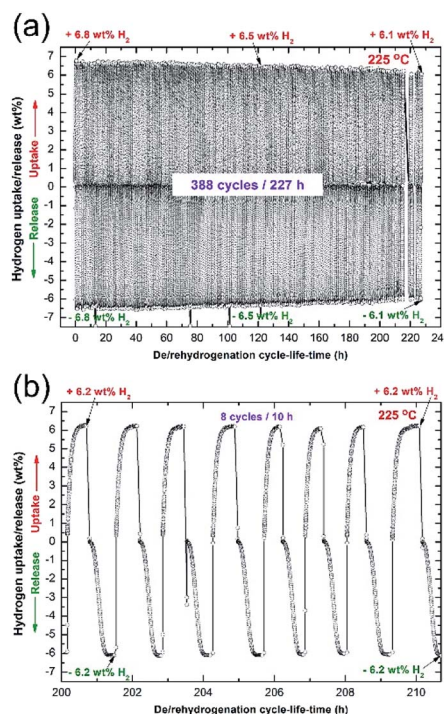 (a)
+ 6.8 wt% H2
+ 6.5 wt% H2
+ 6.1 wt% H2
225 °C
7
6
5
4
3
2
1
0
-1
-2
-3
-4
-5
-6
-7
Hydrogen uptake/release (wt%)
Release
Uptake
388 cycles / 227 h
- 6.8 wt% H2
- 6.5 wt% H2
- 6.1 wt% H2
0 20 40 60 80 100 120 140 160 180 200 220 24
De/rehydrogenation cycle-life-time (h)
(b)
+ 6.2 wt% H2
+ 6.2 wt% H2
8 cycles / 10 h
225 °C
7
6
5
4
3
2
1
0
-1
-2
-3
-4
-5
-6
-7
Hydrogen uptake/release (wt%)
Release
Uptake
- 6.2 wt% H2
- 6.2 wt% H2
200 202 204 206 208 210
De/rehydrogenation cycle-life-time (h)